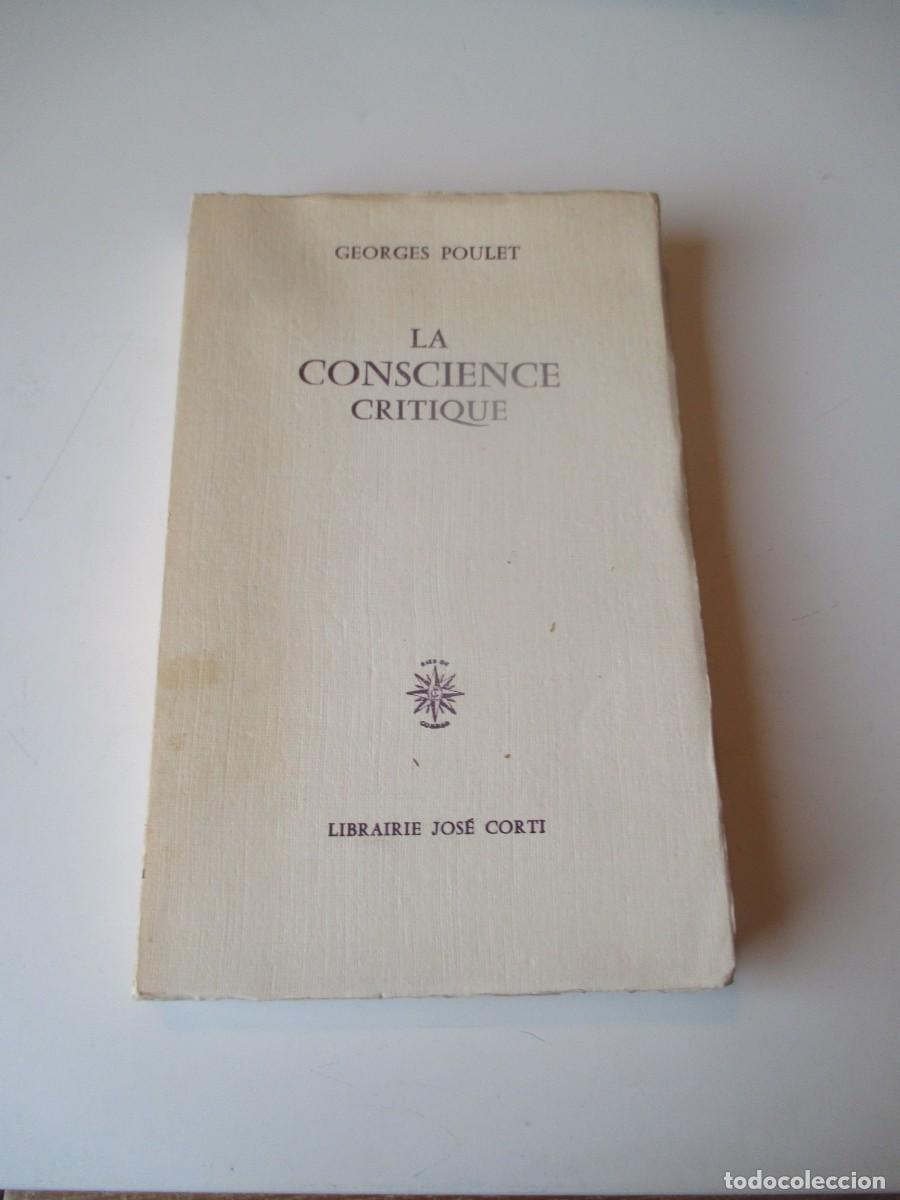 GEORGES POULET
LA
CONSCIENCE
CRITIQUE
LIBRAIRIE JOSÉ CORTI
todocoleccion